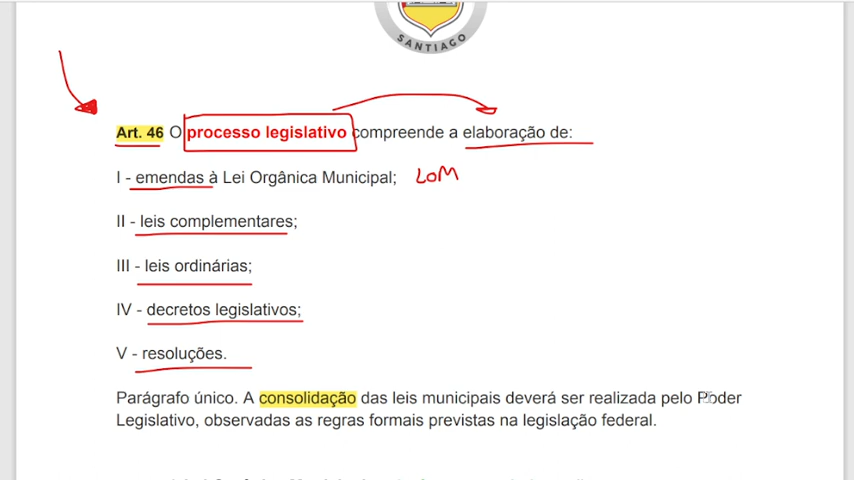 SANTIAGO
Art. 46 O processo legislativo compreende a elaboração de:
I - emendas à Lei Orgânica Municipal; LOM
II - leis complementares;
III - leis ordinárias;
IV - decretos legislativos;
V - resoluções.
Parágrafo único. A consolidação das leis municipais deverá ser realizada pelo Poder
Legislativo, observadas as regras formais previstas na legislação federal.